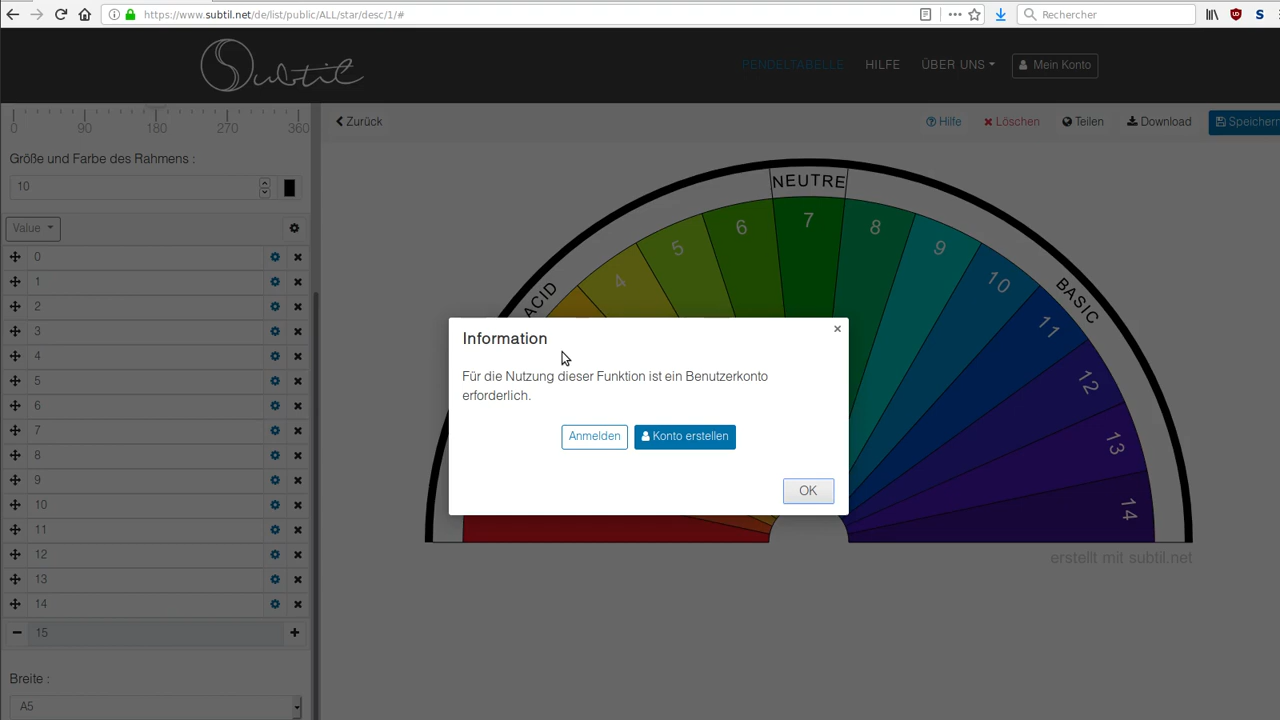 https://www.subtil.net/de/list/public/ALL/star/desc/1/#
Rechercher
Subtil
PENDELTABELLE
HILFE
ÜBER UNS
Mein Konto
0 90 180 270 360
Größe und Farbe des Rahmens :
10
Value
0
1
2
3
4
5
6
7
8
9
10
11
12
13
14
15
Breite :
A5
Zurück
Hilfe
Löschen
Teilen
Download
Speichern
ACID
NEUTRE
BASIC
4
5
6
7
8
9
10
11
12
13
14
erstellt mit subtil.net
Information
×
Für die Nutzung dieser Funktion ist ein Benutzerkonto
erforderlich.
Anmelden
Konto erstellen
OK